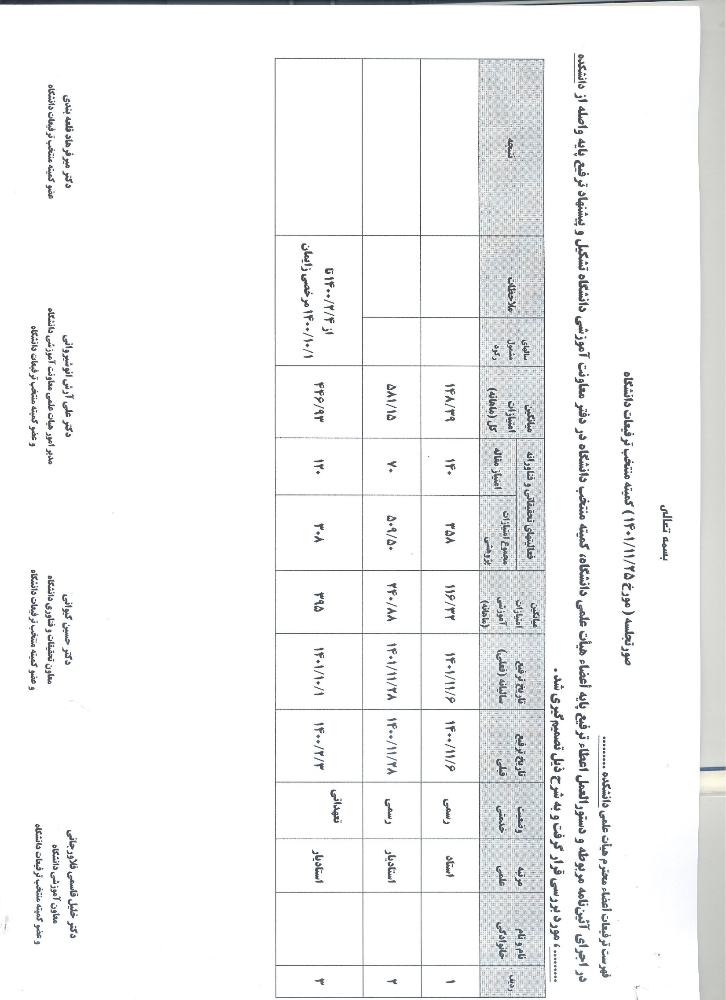 بسمه تعالی
صورتجلسه ( مورخ ۱۴۰۱/۱۱/۲۵) کمیته منتخب ترفیعات دانشگاه
فهرست ترفیعات أعضاء محترم هیأت علمی دانشکده ..........
در اجرای آئین‌نامه مربوطه و دستورالعمل اعطاء ترفیع پایه أعضاء هیأت علمی دانشگاه، کمیته منتخب دانشگاه در دفتر معاونت آموزشی دانشگاه تشکیل و پیشنهاد ترفیع پایه واصله از دانشکده
..........، مورد بررسی قرار گرفت و به شرح ذیل تصمیم‌گیری شد .
ردیف
نام و نام
خانوادگی
مرتبه
علمی
وضعیت
خدمتی
تاریخ ترفیع
قبلی
تاریخ ترفیع
سالیانه (فعلی)
میانگین
امتیازات
آموزشی
(ماهانه)
فعالیتهای تحقیقاتی و فناورانه
مجموع امتیازات
پژوهشی
امتیاز مقاله
میانگین
امتیازات
کل (ماهانه)
سالهای
مشمول
رکود
ملاحظات
نتیجه
۱
استاد
رسمی
۱۴۰۰/۱۱/۶
۱۴۰۱/۱۱/۶
۱۱۶/۳۲
۳۵۸
۱۴۰
۱۴۸/۳۹
۲
استادیار
رسمی
۱۴۰۰/۱۱/۲۸
۱۴۰۱/۱۱/۲۸
۲۴۰/۸۸
۵۰۹/۵۰
۷۰
۵۸۱/۱۵
۳
استادیار
تعهداتی
۱۴۰۰/۲/۳
۱۴۰۱/۱۰/۱
۳۹۵
۳۰۸
۱۲۰
۴۴۶/۹۳
از ۱۴۰۰/۲/۴ تا
۱۴۰۰/۱۰/۱ مرخصی زایمان
دکتر خلیل قاسمی فلاورجانی
معاون آموزشی دانشگاه
و عضو کمیته منتخب ترفیعات دانشگاه
دکتر حسین کیوانی
معاون تحقیقات و فناوری دانشگاه
و عضو کمیته منتخب ترفیعات دانشگاه
دکتر علی آرش انوشیروانی
مدیر امور هیات علمی معاونت آموزشی دانشگاه
و عضو کمیته منتخب ترفیعات دانشگاه
دکتر میرفرهاد قلعه بندی
عضو کمیته منتخب ترفیعات دانشگاه